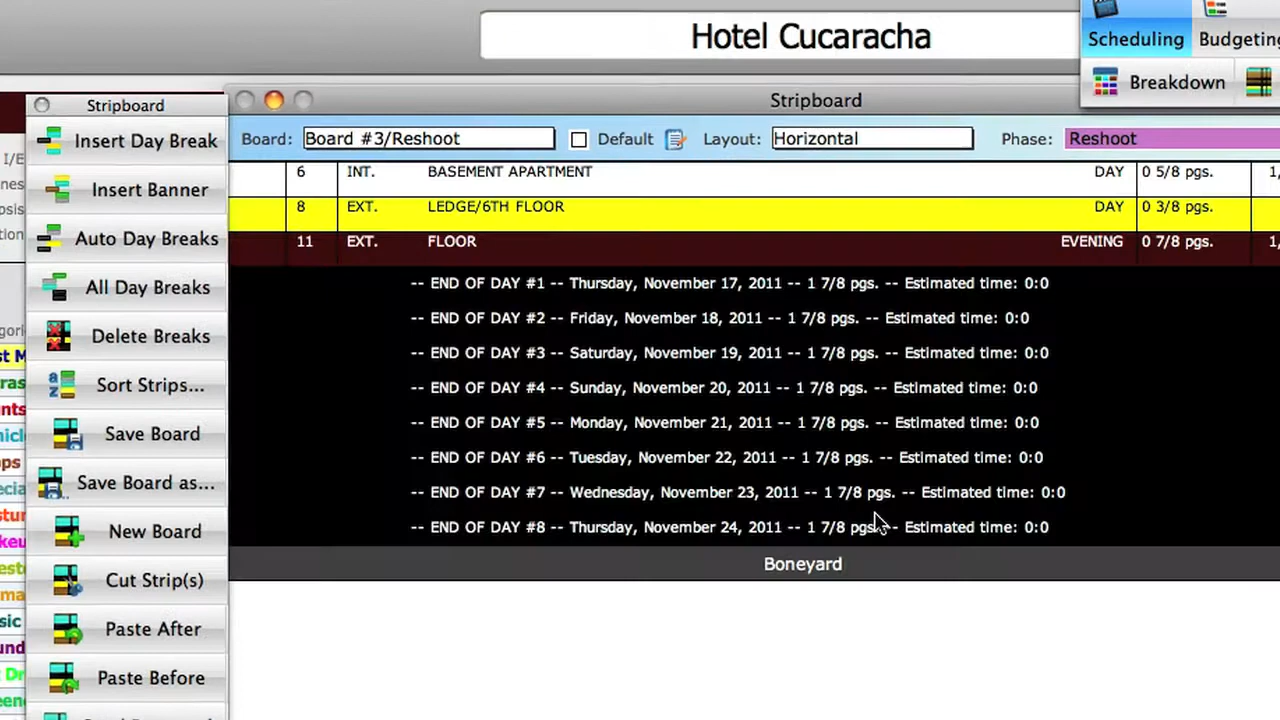 Hotel Cucaracha
Scheduling
Budgeting
Breakdown
Stripboard
Insert Day Break
Insert Banner
Auto Day Breaks
All Day Breaks
Delete Breaks
Sort Strips...
Save Board
Save Board as...
New Board
Cut Strip(s)
Paste After
Paste Before
Stripboard
Board: Board #3/Reshoot Default Layout: Horizontal Phase: Reshoot
6 INT. BASEMENT APARTMENT DAY 0 5/8 pgs. 1,
8 EXT. LEDGE/6TH FLOOR DAY 0 3/8 pgs.
11 EXT. FLOOR EVENING 0 7/8 pgs. 1,
-- END OF DAY #1 -- Thursday, November 17, 2011 -- 1 7/8 pgs. -- Estimated time: 0:0
-- END OF DAY #2 -- Friday, November 18, 2011 -- 1 7/8 pgs. -- Estimated time: 0:0
-- END OF DAY #3 -- Saturday, November 19, 2011 -- 1 7/8 pgs. -- Estimated time: 0:0
-- END OF DAY #4 -- Sunday, November 20, 2011 -- 1 7/8 pgs. -- Estimated time: 0:0
-- END OF DAY #5 -- Monday, November 21, 2011 -- 1 7/8 pgs. -- Estimated time: 0:0
-- END OF DAY #6 -- Tuesday, November 22, 2011 -- 1 7/8 pgs. -- Estimated time: 0:0
-- END OF DAY #7 -- Wednesday, November 23, 2011 -- 1 7/8 pgs. -- Estimated time: 0:0
-- END OF DAY #8 -- Thursday, November 24, 2011 -- 1 7/8 pgs. -- Estimated time: 0:0
Boneyard